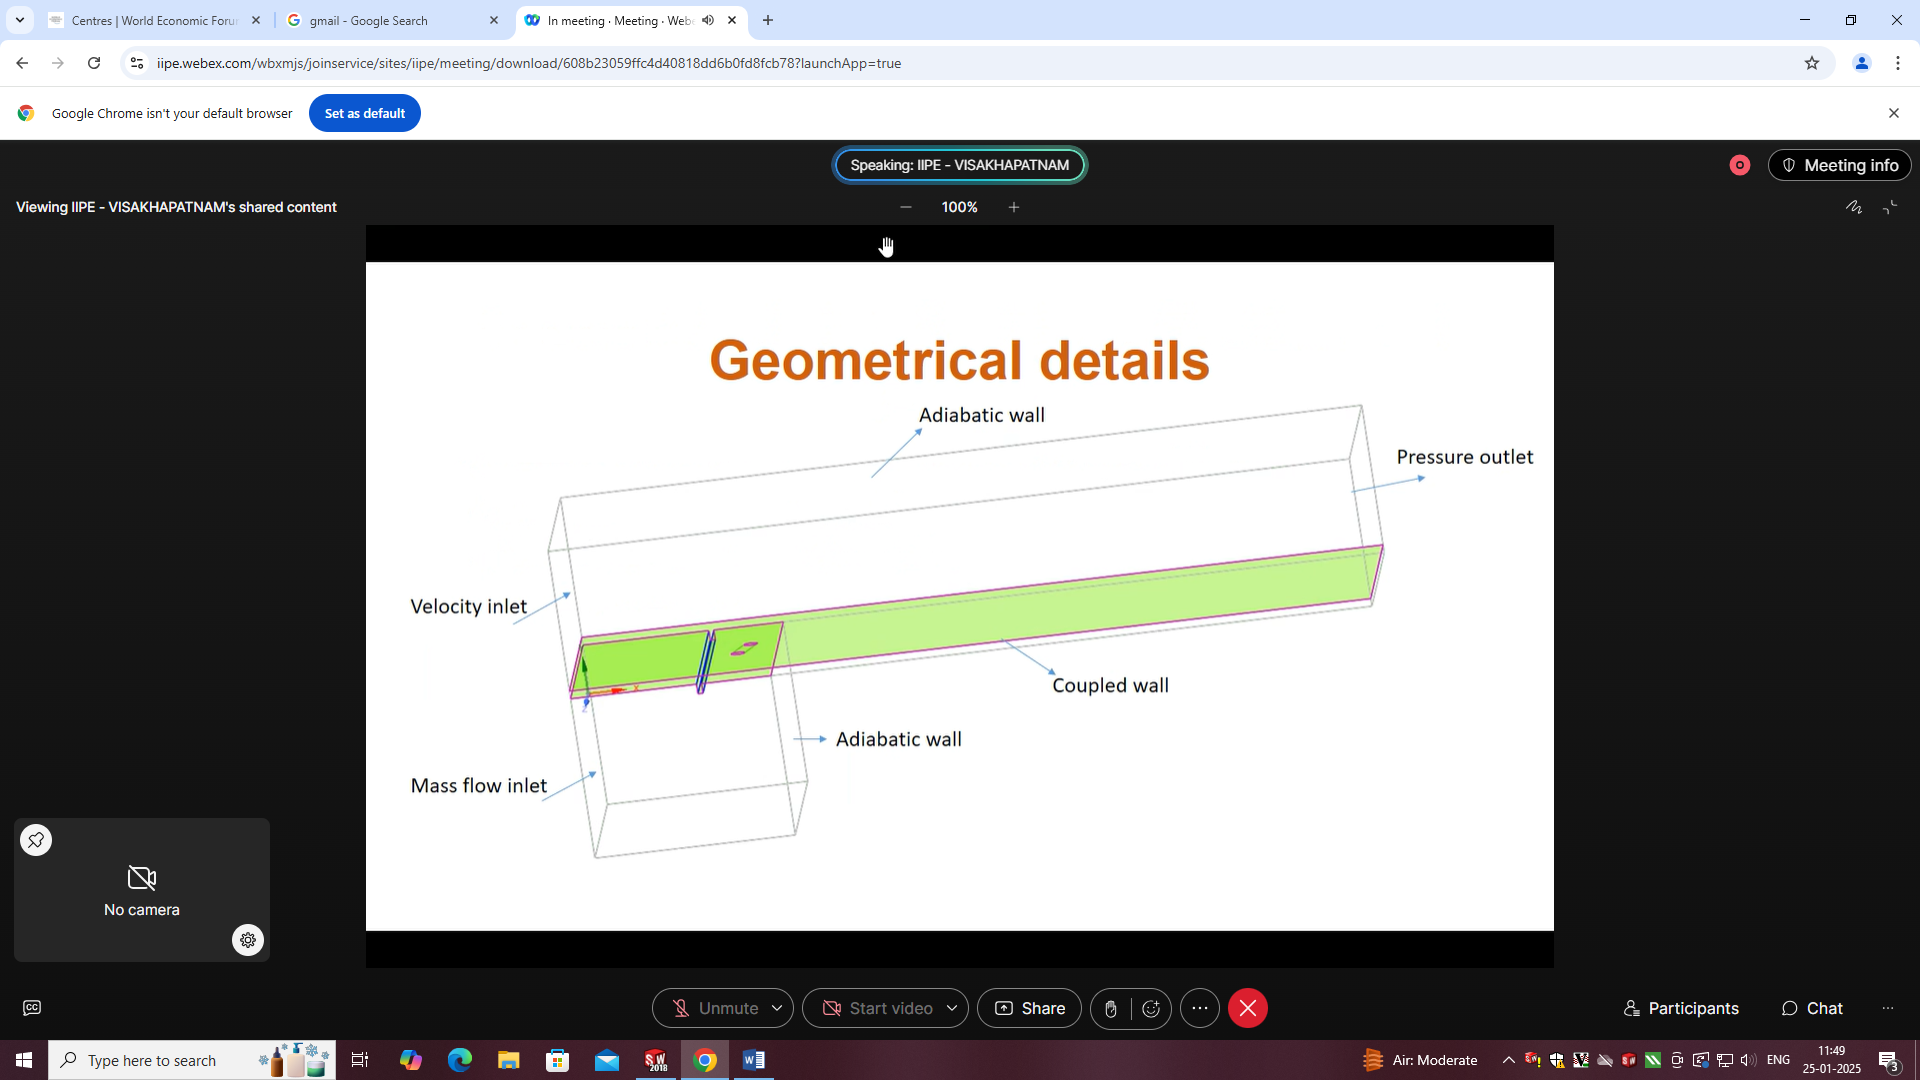 Centres | World Economic Foru
gmail - Google Search
In meeting · Meeting · Webe
iipe.webex.com/wbxmjs/joinservice/sites/iipe/meeting/download/608b23059ffc4d40818dd6b0fd8fcb78?launchApp=true
Google Chrome isn't your default browser
Set as default
Speaking: IIPE - VISAKHAPATNAM
Meeting info
Viewing IIPE - VISAKHAPATNAM's shared content
100%
Geometrical details
Adiabatic wall
Pressure outlet
Velocity inlet
Coupled wall
Adiabatic wall
Mass flow inlet
No camera
Unmute
Start video
Share
Participants
Chat
Type here to search
Air: Moderate
ENG
11:49
25-01-2025
3